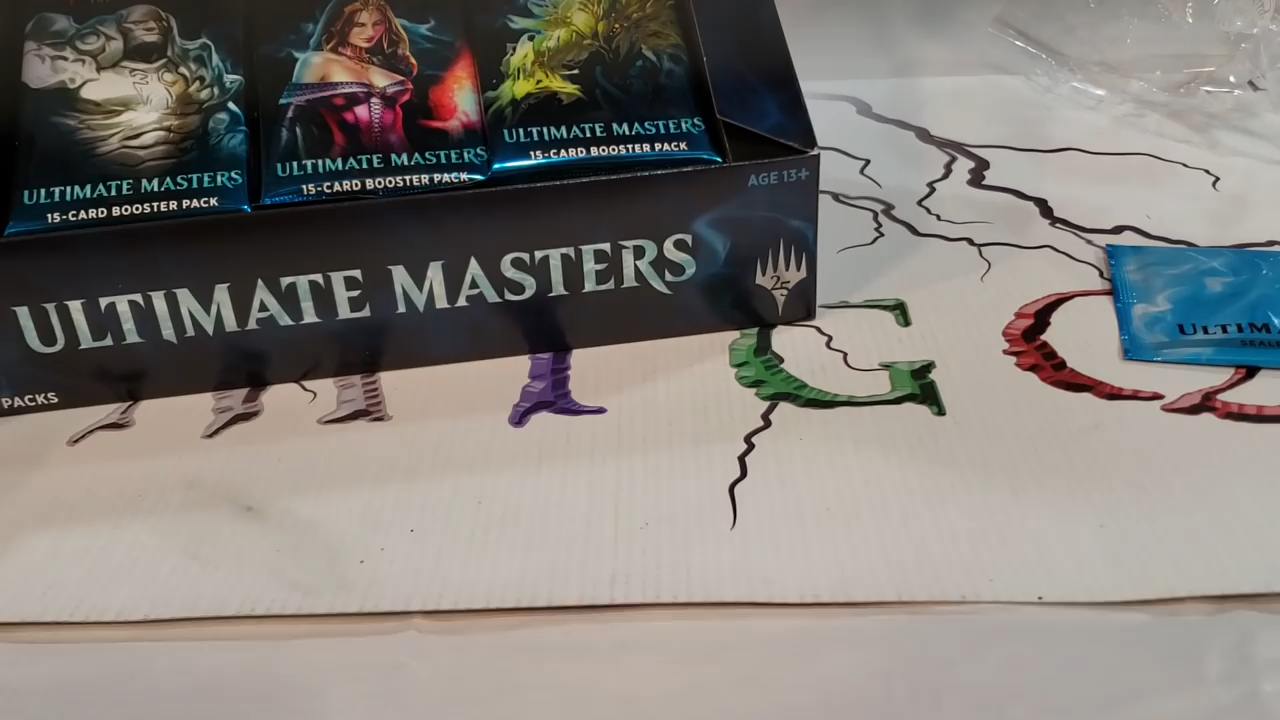 ULTIMATE MASTERS
15-CARD BOOSTER PACK
ULTIMATE MASTERS
15-CARD BOOSTER PACK
ULTIMATE MASTERS
15-CARD BOOSTER PACK
AGE 13+
ULTIMATE MASTERS
25
PACKS
G
ULTIM
SEALE